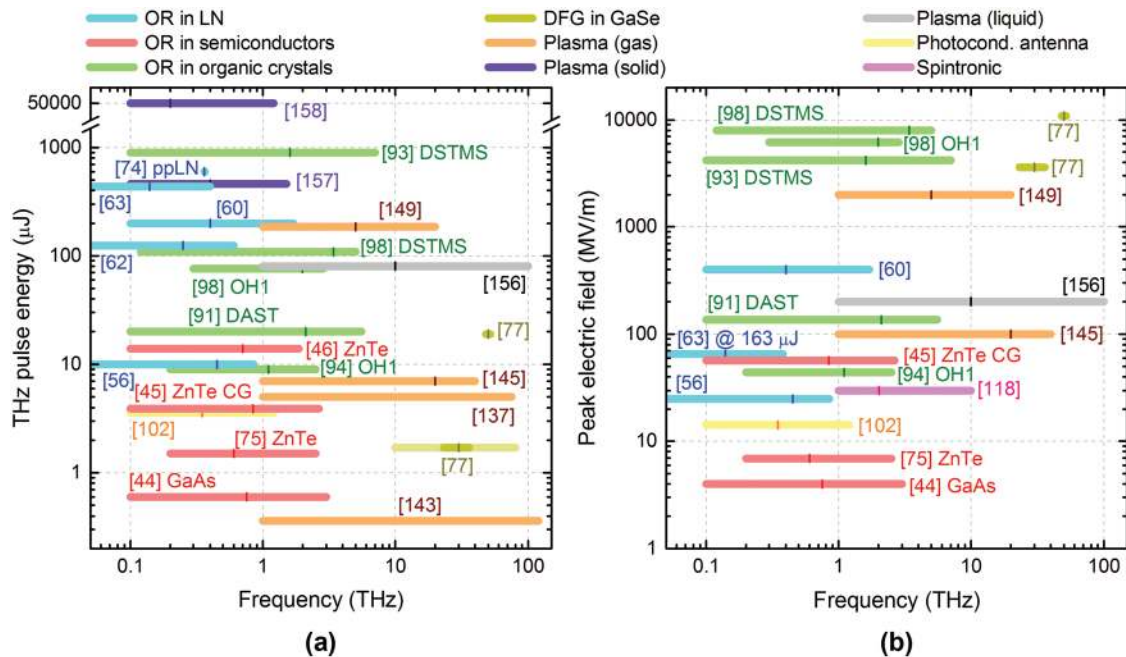 OR in LN
OR in semiconductors
OR in organic crystals
DFG in GaSe
Plasma (gas)
Plasma (solid)
Plasma (liquid)
Photocond. antenna
Spintronic
THz pulse energy (μJ)
50000
1000
100
10
1
[158]
[93] DSTMS
[74] ppLN
[157]
[63]
[60]
[149]
[98] DSTMS
[62]
[98] OH1
[156]
[91] DAST
[77]
[46] ZnTe
[56]
[94] OH1
[45] ZnTe CG
[145]
[137]
[102]
[75] ZnTe
[77]
[44] GaAs
[143]
0.1 1 10 100
Frequency (THz)
(a)
Peak electric field (MV/m)
10000
1000
100
10
1
[98] DSTMS
[77]
[98] OH1
[93] DSTMS
[77]
[149]
[60]
[156]
[91] DAST
[145]
[63] @ 163 μJ
[45] ZnTe CG
[94] OH1
[56]
[118]
[102]
[75] ZnTe
[44] GaAs
0.1 1 10 100
Frequency (THz)
(b)